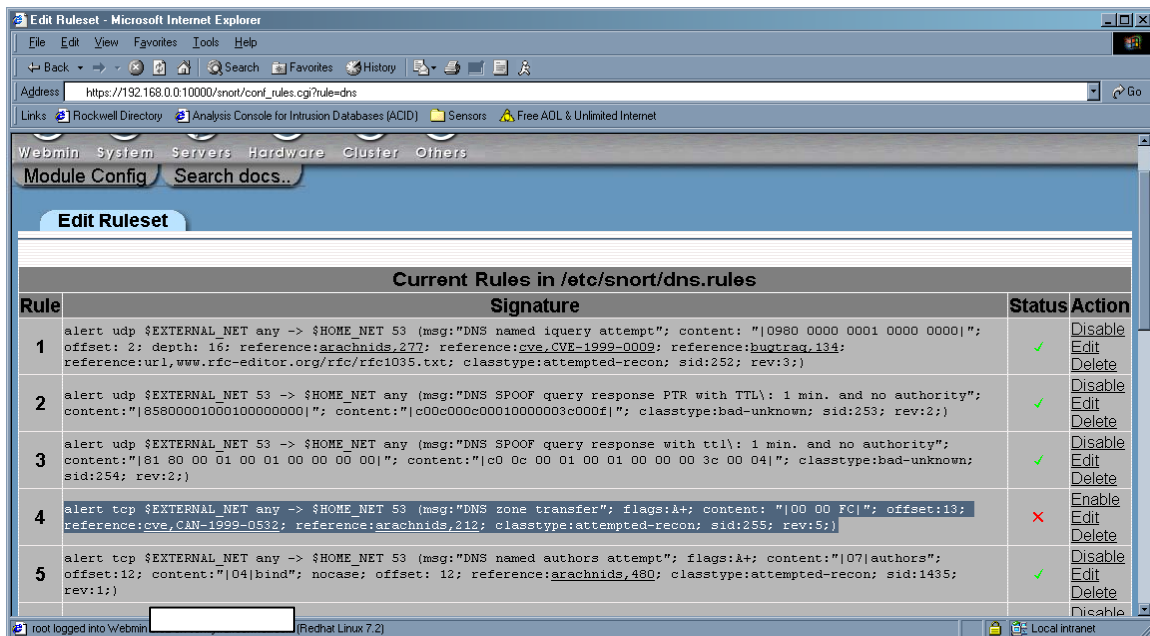 Edit Ruleset - Microsoft Internet Explorer
File Edit View Favorites Tools Help
Back Search Favorites History
Address https://192.168.0.0:10000/snort/conf_rules.cgi?rule=dns Go
Links Rockwell Directory Analysis Console for Intrusion Databases (ACID) Sensors Free AOL & Unlimited Internet
Webmin System Servers Hardware Cluster Others
Module Config Search docs..
Edit Ruleset
Current Rules in /etc/snort/dns.rules
Rule Signature Status Action
1
alert udp $EXTERNAL_NET any -> $HOME_NET 53 (msg:"DNS named iquery attempt"; content: "|0980 0000 0001 0000 0000|";
offset: 2; depth: 16; reference:arachnids,277; reference:cve,CVE-1999-0009; reference:bugtraq,134;
reference:url,www.rfc-editor.org/rfc/rfc1035.txt; classtype:attempted-recon; sid:252; rev:3;)
Disable
Edit
Delete
2
alert udp $EXTERNAL_NET 53 -> $HOME_NET any (msg:"DNS SPOOF query response PTR with TTL\: 1 min. and no authority";
content:"|85800001000100000000|"; content:"|c00c000c00010000003c000f|"; classtype:bad-unknown; sid:253; rev:2;)
Disable
Edit
Delete
3
alert udp $EXTERNAL_NET 53 -> $HOME_NET any (msg:"DNS SPOOF query response with ttl\: 1 min. and no authority";
content:"|81 80 00 01 00 01 00 00 00 00|"; content:"|c0 0c 00 01 00 01 00 00 00 3c 00 04|"; classtype:bad-unknown;
sid:254; rev:2;)
Disable
Edit
Delete
4
alert tcp $EXTERNAL_NET any -> $HOME_NET 53 (msg:"DNS zone transfer"; flags:A+; content: "|00 00 FC|"; offset:13;
reference:cve,CAN-1999-0532; reference:arachnids,212; classtype:attempted-recon; sid:255; rev:5;)
Enable
Edit
Delete
5
alert tcp $EXTERNAL_NET any -> $HOME_NET 53 (msg:"DNS named authors attempt"; flags:A+; content:"|07|authors";
offset:12; content:"|04|bind"; nocase; offset: 12; reference:arachnids,480; classtype:attempted-recon; sid:1435;
rev:1;)
Disable
Edit
Delete
Disable
root logged into Webmin (Redhat Linux 7.2) Local intranet